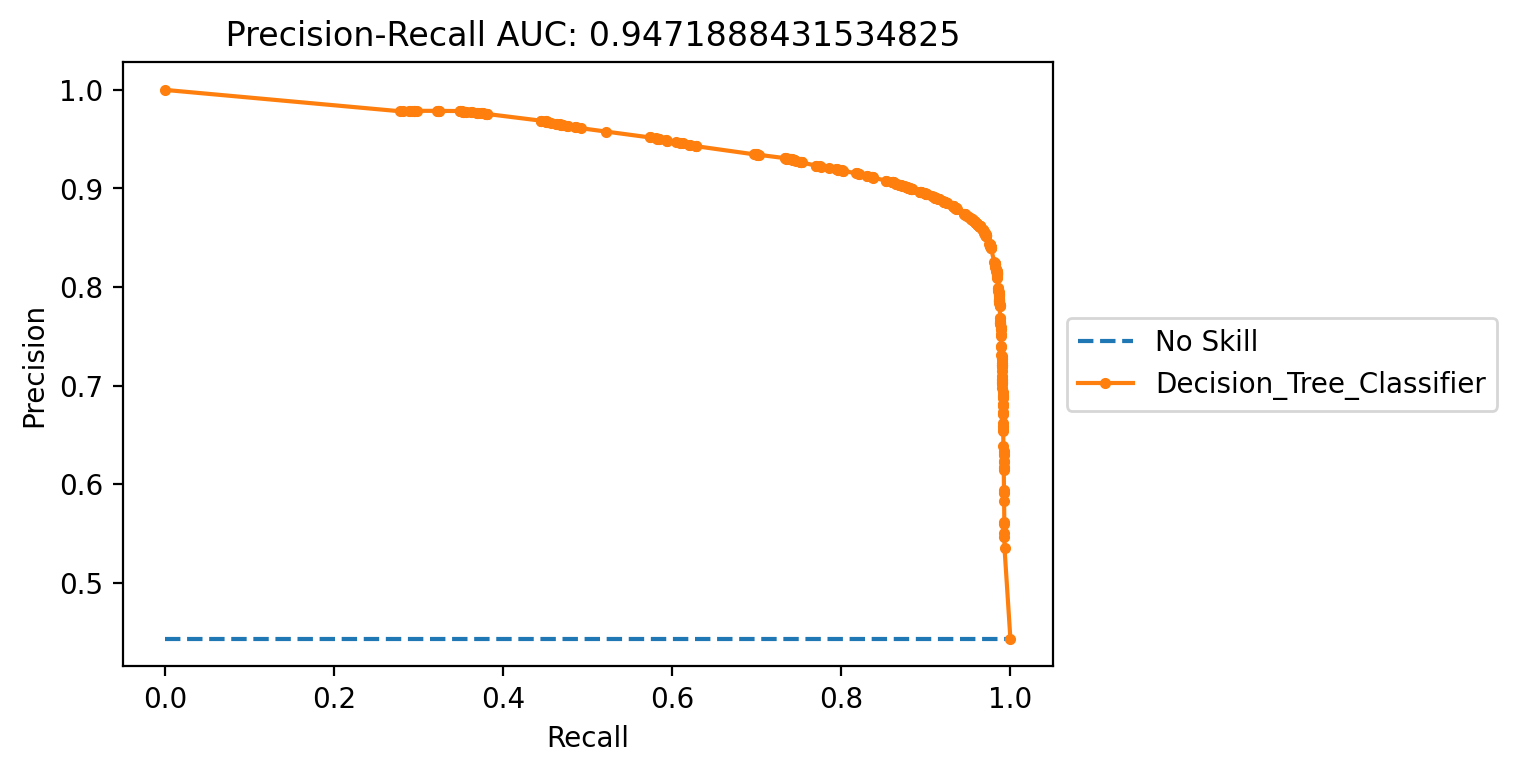 Precision-Recall AUC: 0.9471888431534825
1.0
0.9
0.8
0.7
0.6
0.5
Precision
0.0 0.2 0.4 0.6 0.8 1.0
Recall
No Skill
Decision_Tree_Classifier